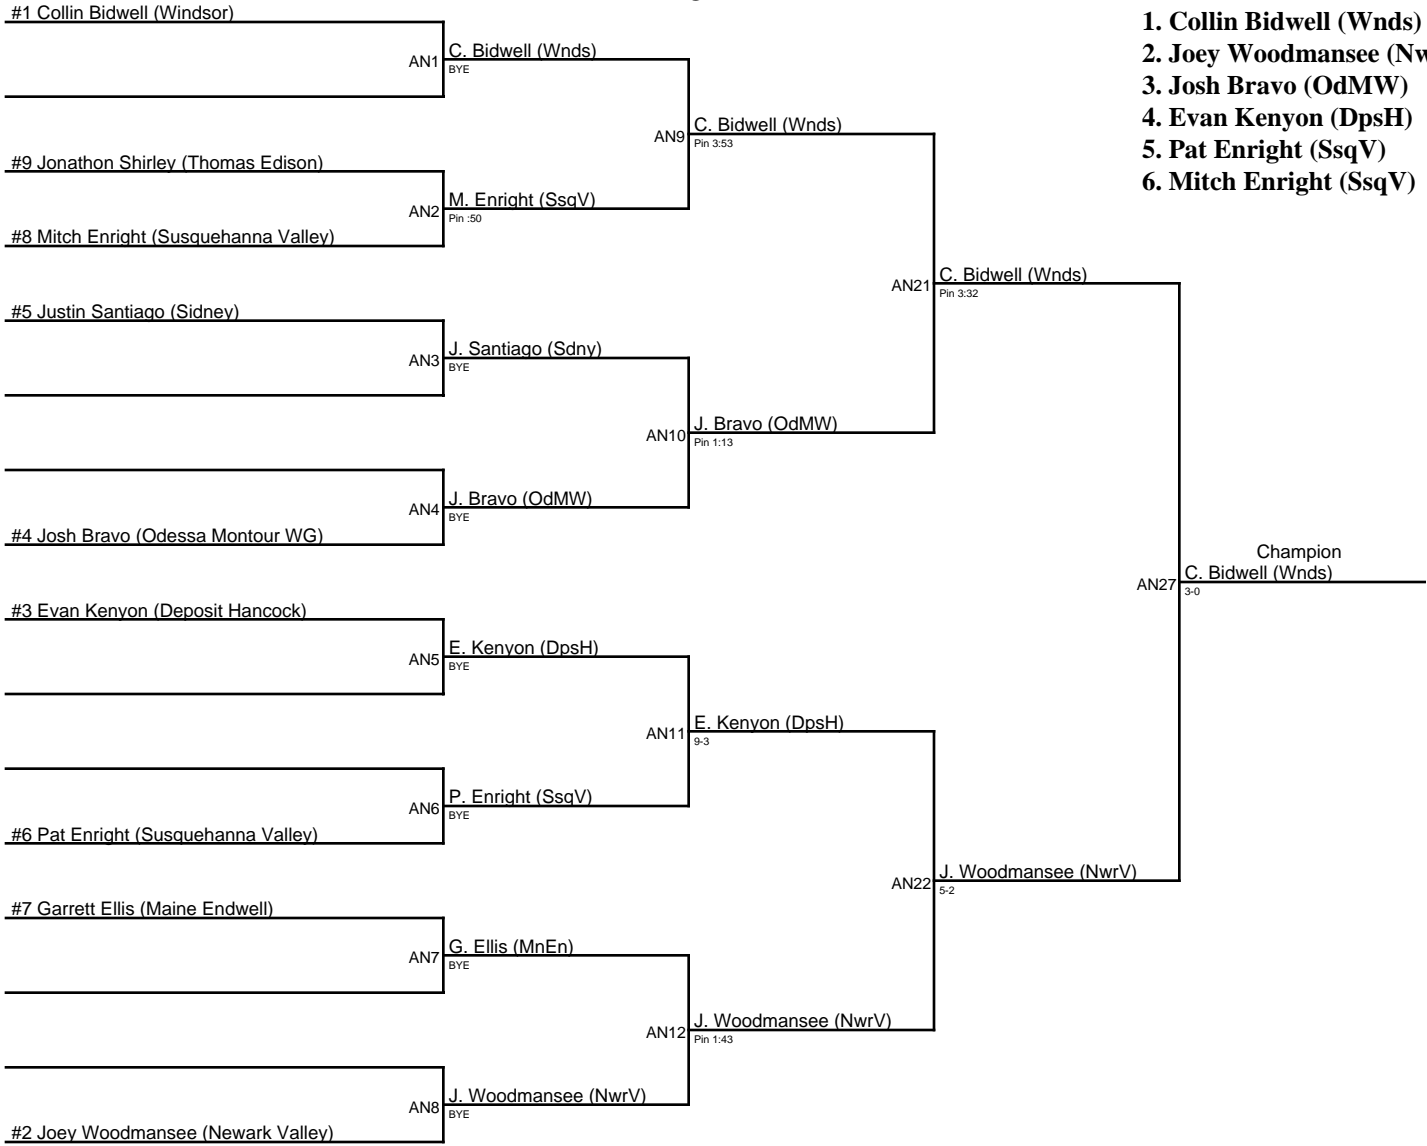 #1 Collin Bidwell (Windsor)
AN1
C. Bidwell (Wnds)
BYE
AN9
C. Bidwell (Wnds)
Pin 3:53
#9 Jonathon Shirley (Thomas Edison)
AN2
M. Enright (SsqV)
Pin :50
#8 Mitch Enright (Susquehanna Valley)
AN21
C. Bidwell (Wnds)
Pin 3:32
#5 Justin Santiago (Sidney)
AN3
J. Santiago (Sdny)
BYE
AN10
J. Bravo (OdMW)
Pin 1:13
AN4
J. Bravo (OdMW)
BYE
#4 Josh Bravo (Odessa Montour WG)
Champion
AN27
C. Bidwell (Wnds)
3-0
#3 Evan Kenyon (Deposit Hancock)
AN5
E. Kenyon (DpsH)
BYE
AN11
E. Kenyon (DpsH)
9-3
AN6
P. Enright (SsqV)
BYE
#6 Pat Enright (Susquehanna Valley)
AN22
J. Woodmansee (NwrV)
5-2
#7 Garrett Ellis (Maine Endwell)
AN7
G. Ellis (MnEn)
BYE
AN12
J. Woodmansee (NwrV)
Pin 1:43
AN8
J. Woodmansee (NwrV)
BYE
#2 Joey Woodmansee (Newark Valley)
1. Collin Bidwell (Wnds)
2. Joey Woodmansee (Nw
3. Josh Bravo (OdMW)
4. Evan Kenyon (DpsH)
5. Pat Enright (SsqV)
6. Mitch Enright (SsqV)